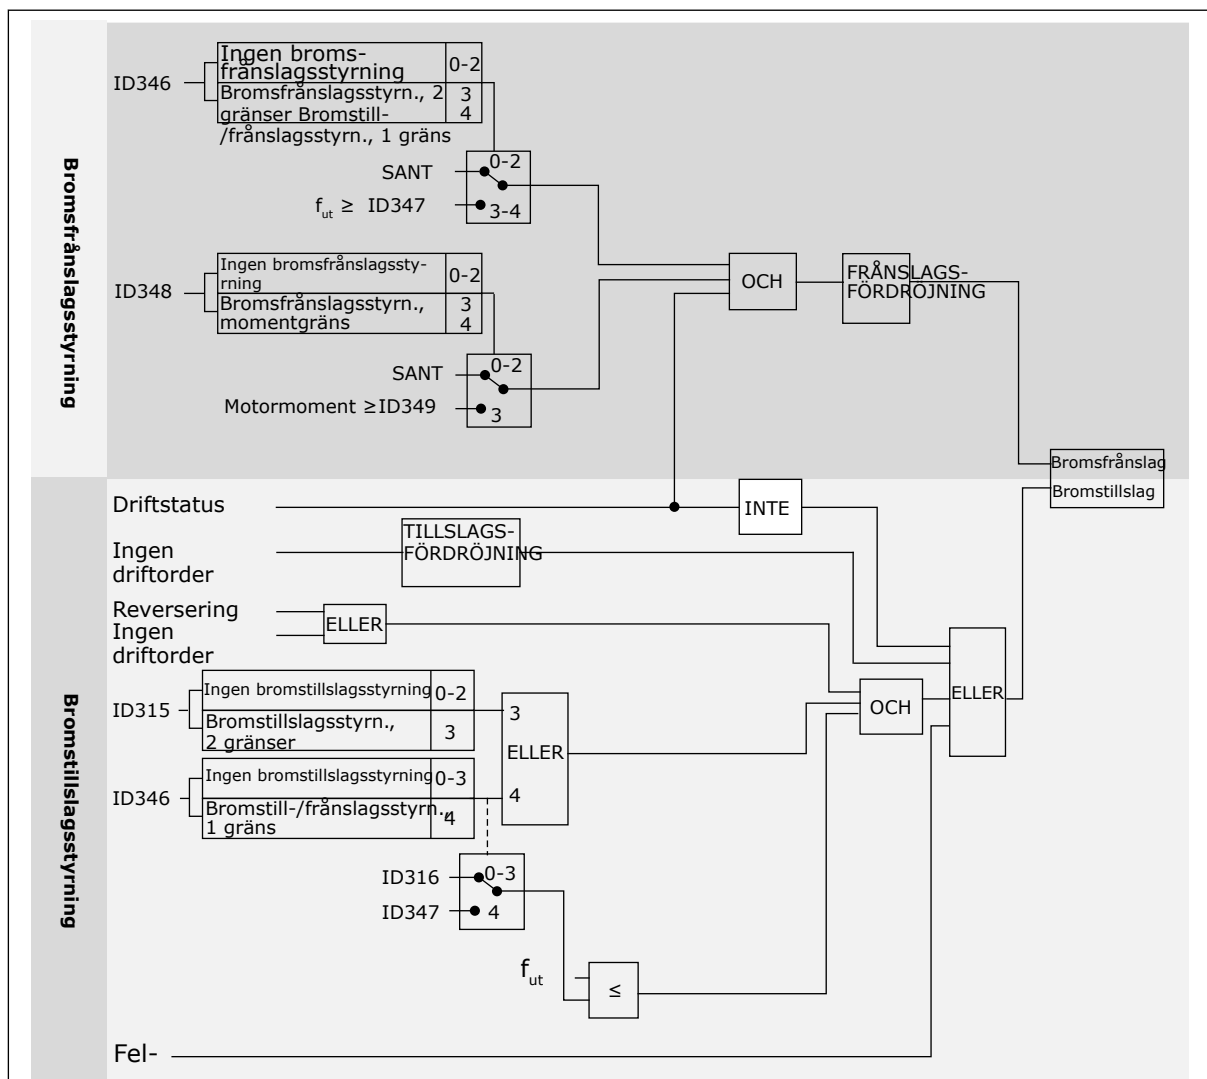 Bromsfrånslagsstyrning
ID346
Ingen broms-
frånslagsstyrning
0-2
Bromsfrånslagsstyrn., 2
gränser Bromstill-
/frånslagsstyrn., 1 gräns
3
4
SANT
0-2
f_ut ≥ ID347
3-4
ID348
Ingen bromsfrånslagssty-
rning
0-2
Bromsfrånslagsstyrn.,
momentgräns
3
4
SANT
0-2
Motormoment ≥ID349
3
OCH
FRÅNSLAGS-
FÖRDRÖJNING
Bromsfrånslag
Bromstillslag
Bromstillslagsstyrning
Driftstatus
INTE
Ingen
driftorder
TILLSLAGS-
FÖRDRÖJNING
Reversering
Ingen
driftorder
ELLER
ID315
Ingen bromstillslagsstyrning
0-2
Bromstillslagsstyrn.,
2 gränser
3
ID346
Ingen bromstillslagsstyrning
0-3
Bromstill-/frånslagsstyrn.,
1 gräns
4
3
ELLER
4
OCH
ELLER
ID316
0-3
ID347
4
f_ut
≤
Fel-